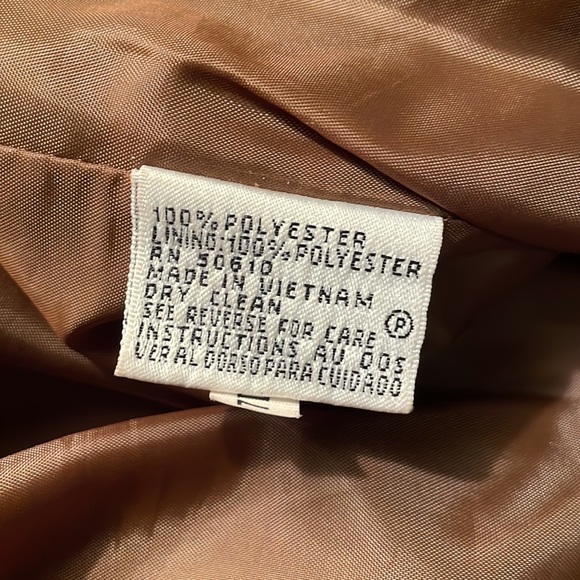 100% POLYESTER
LINING: 100% POLYESTER
RN 50610
MADE IN VIETNAM
DRY CLEAN
P
SEE REVERSE FOR CARE
INSTRUCTIONS AU DOS
VER AL DORSO PARA CUIDADO